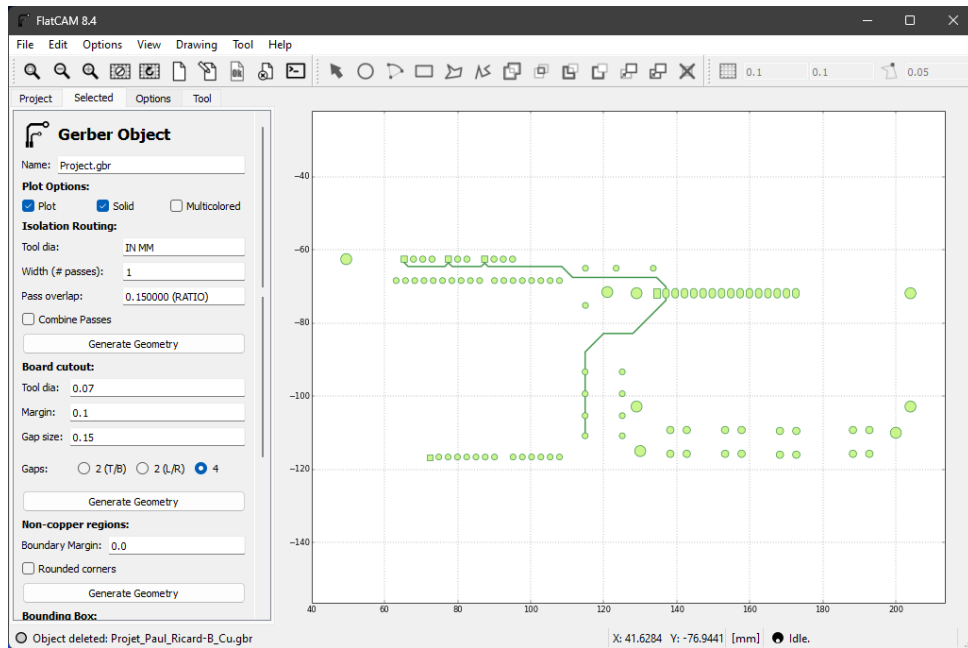 FlatCAM 8.4
File Edit Options View Drawing Tool Help
Ok 0.1 0.1 0.05
Project Selected Options Tool
Gerber Object
Name: Project.gbr
Plot Options:
Plot Solid Multicolored
Isolation Routing:
Tool dia: IN MM
Width (# passes): 1
Pass overlap: 0.150000 (RATIO)
Combine Passes
Generate Geometry
Board cutout:
Tool dia: 0.07
Margin: 0.1
Gap size: 0.15
Gaps: 2 (T/B) 2 (L/R) 4
Generate Geometry
Non-copper regions:
Boundary Margin: 0.0
Rounded corners
Generate Geometry
Bounding Box:
−40
−60
−80
−100
−120
−140
40 60 80 100 120 140 160 180 200
Object deleted: Projet_Paul_Ricard-B_Cu.gbr X: 41.6284 Y: -76.9441 [mm] Idle.